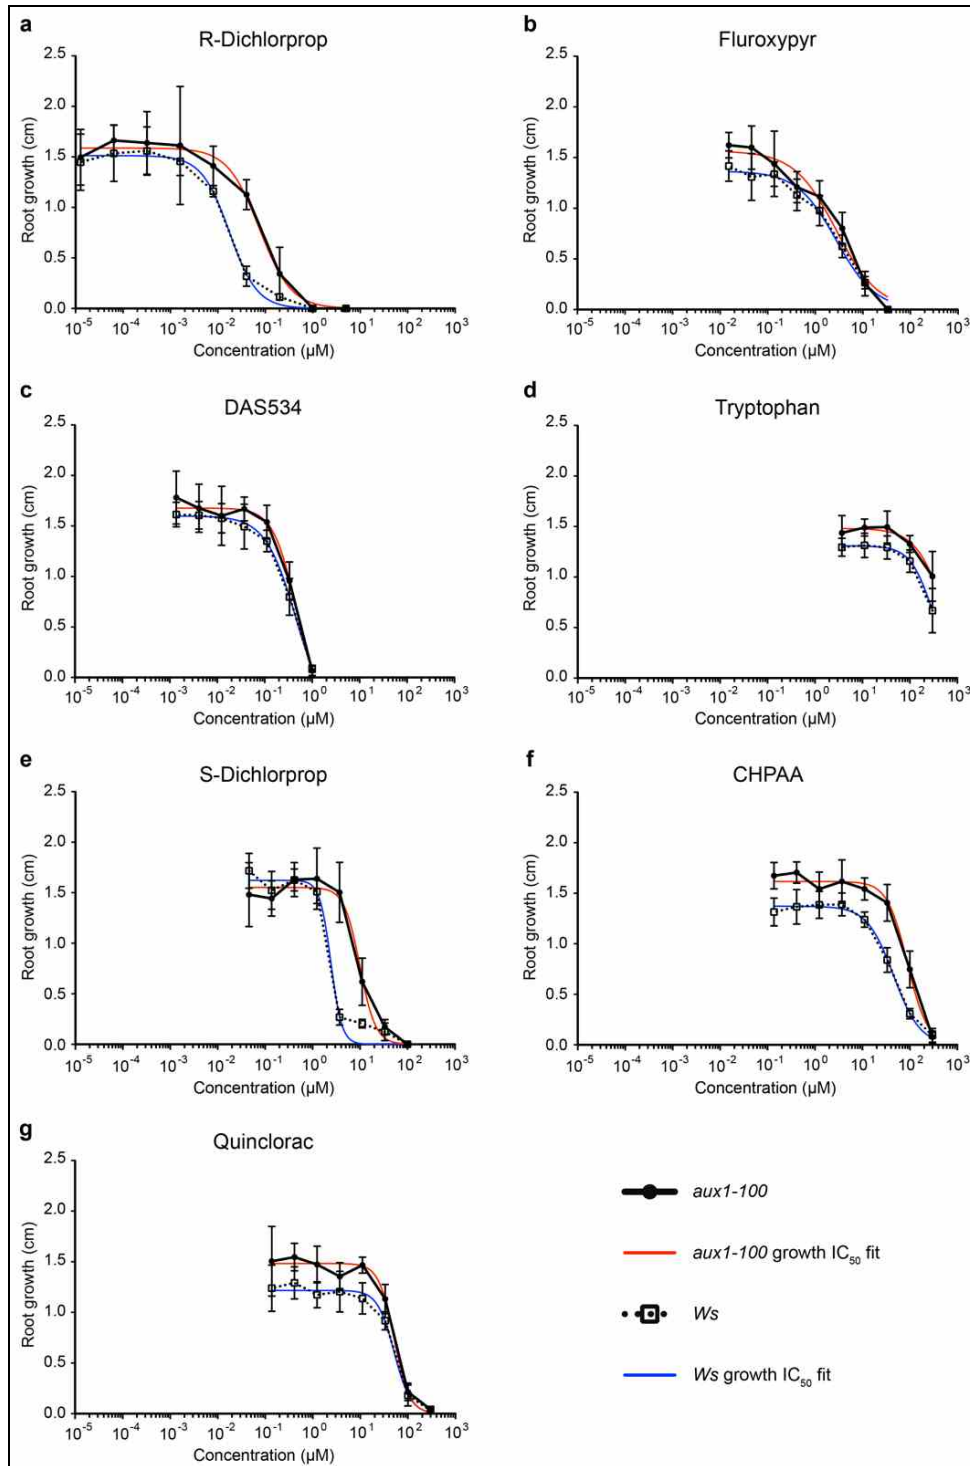 a
R-Dichlorprop
2.5
2.0
1.5
1.0
0.5
0.0
Root growth (cm)
10⁻⁵ 10⁻⁴ 10⁻³ 10⁻² 10⁻¹ 10⁰ 10¹ 10² 10³
Concentration (µM)
b
Fluroxypyr
2.5
2.0
1.5
1.0
0.5
0.0
Root growth (cm)
10⁻⁵ 10⁻⁴ 10⁻³ 10⁻² 10⁻¹ 10⁰ 10¹ 10² 10³
Concentration (µM)
c
DAS534
2.5
2.0
1.5
1.0
0.5
0.0
Root growth (cm)
10⁻⁵ 10⁻⁴ 10⁻³ 10⁻² 10⁻¹ 10⁰ 10¹ 10² 10³
Concentration (µM)
d
Tryptophan
2.5
2.0
1.5
1.0
0.5
0.0
Root growth (cm)
10⁻⁵ 10⁻⁴ 10⁻³ 10⁻² 10⁻¹ 10⁰ 10¹ 10² 10³
Concentration (µM)
e
S-Dichlorprop
2.5
2.0
1.5
1.0
0.5
0.0
Root growth (cm)
10⁻⁵ 10⁻⁴ 10⁻³ 10⁻² 10⁻¹ 10⁰ 10¹ 10² 10³
Concentration (µM)
f
CHPAA
2.5
2.0
1.5
1.0
0.5
0.0
Root growth (cm)
10⁻⁵ 10⁻⁴ 10⁻³ 10⁻² 10⁻¹ 10⁰ 10¹ 10² 10³
Concentration (µM)
g
Quinclorac
2.5
2.0
1.5
1.0
0.5
0.0
Root growth (cm)
10⁻⁵ 10⁻⁴ 10⁻³ 10⁻² 10⁻¹ 10⁰ 10¹ 10² 10³
Concentration (µM)
aux1-100
aux1-100 growth IC₅₀ fit
Ws
Ws growth IC₅₀ fit